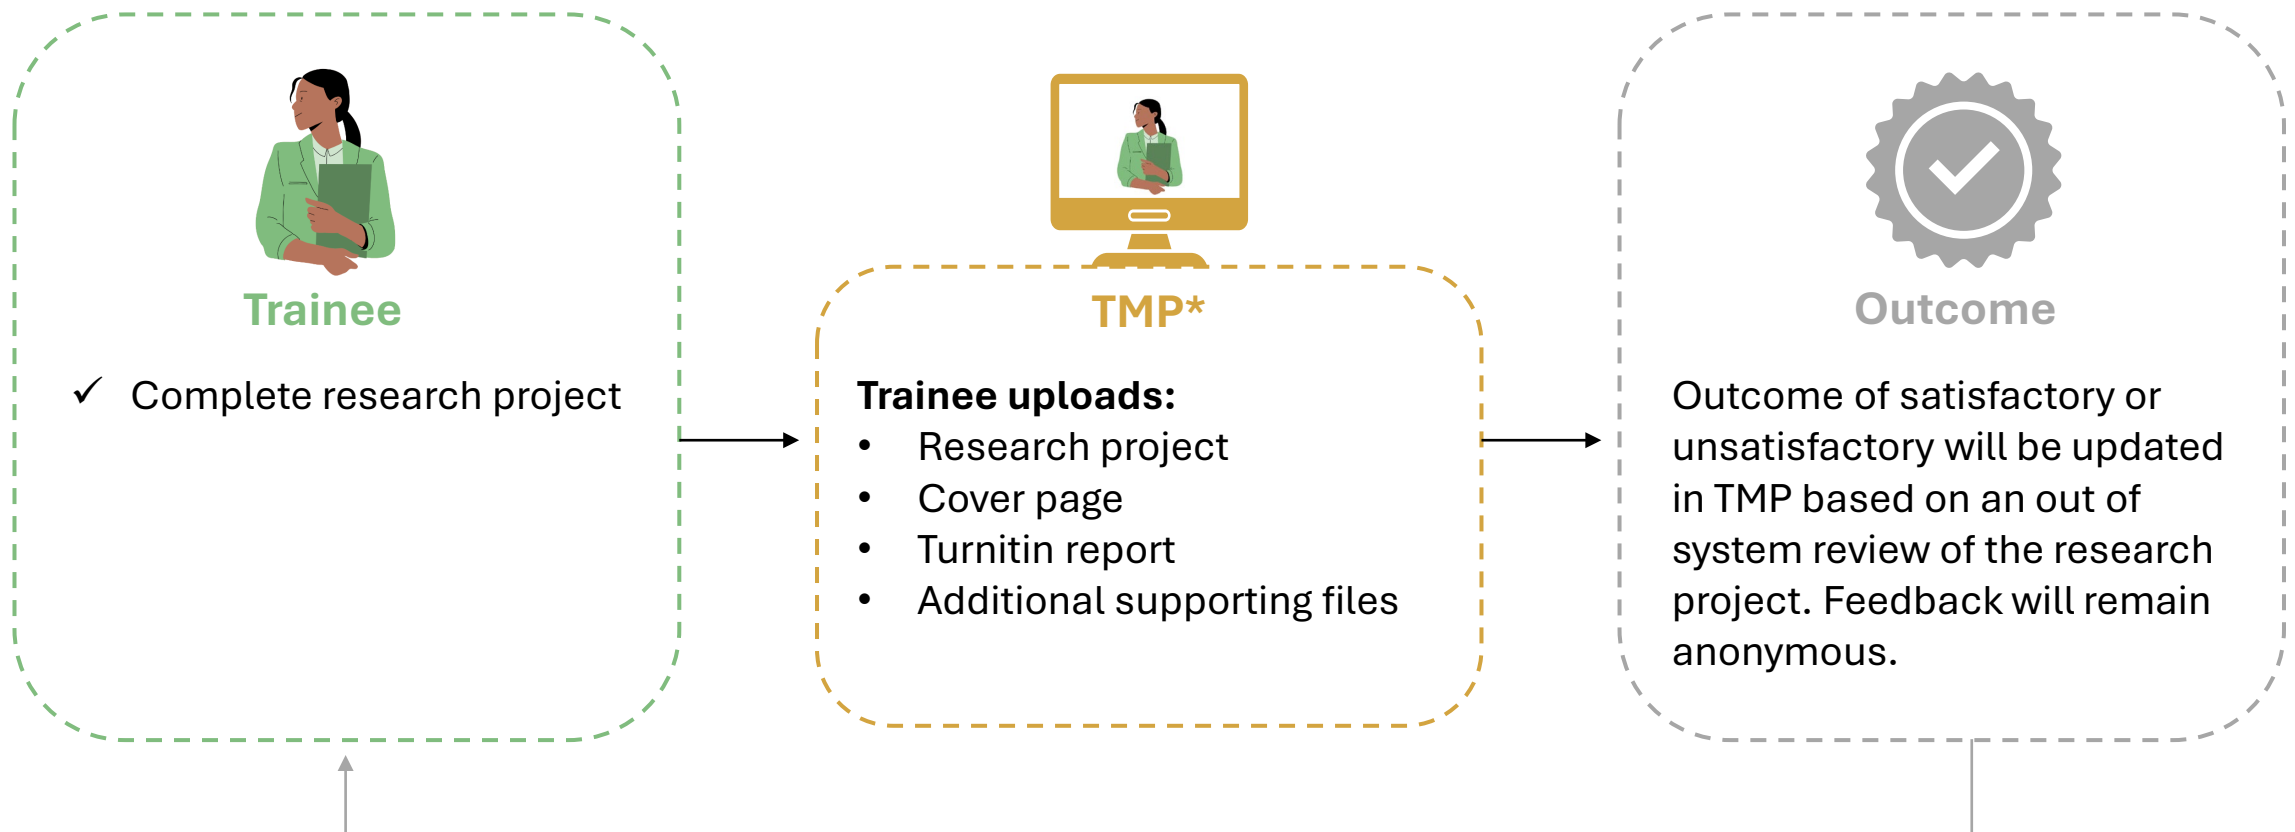 Trainee
✓ Complete research project
TMP*
Trainee uploads:
• Research project
• Cover page
• Turnitin report
• Additional supporting files
Outcome
Outcome of satisfactory or
unsatisfactory will be updated
in TMP based on an out of
system review of the research
project. Feedback will remain
anonymous.